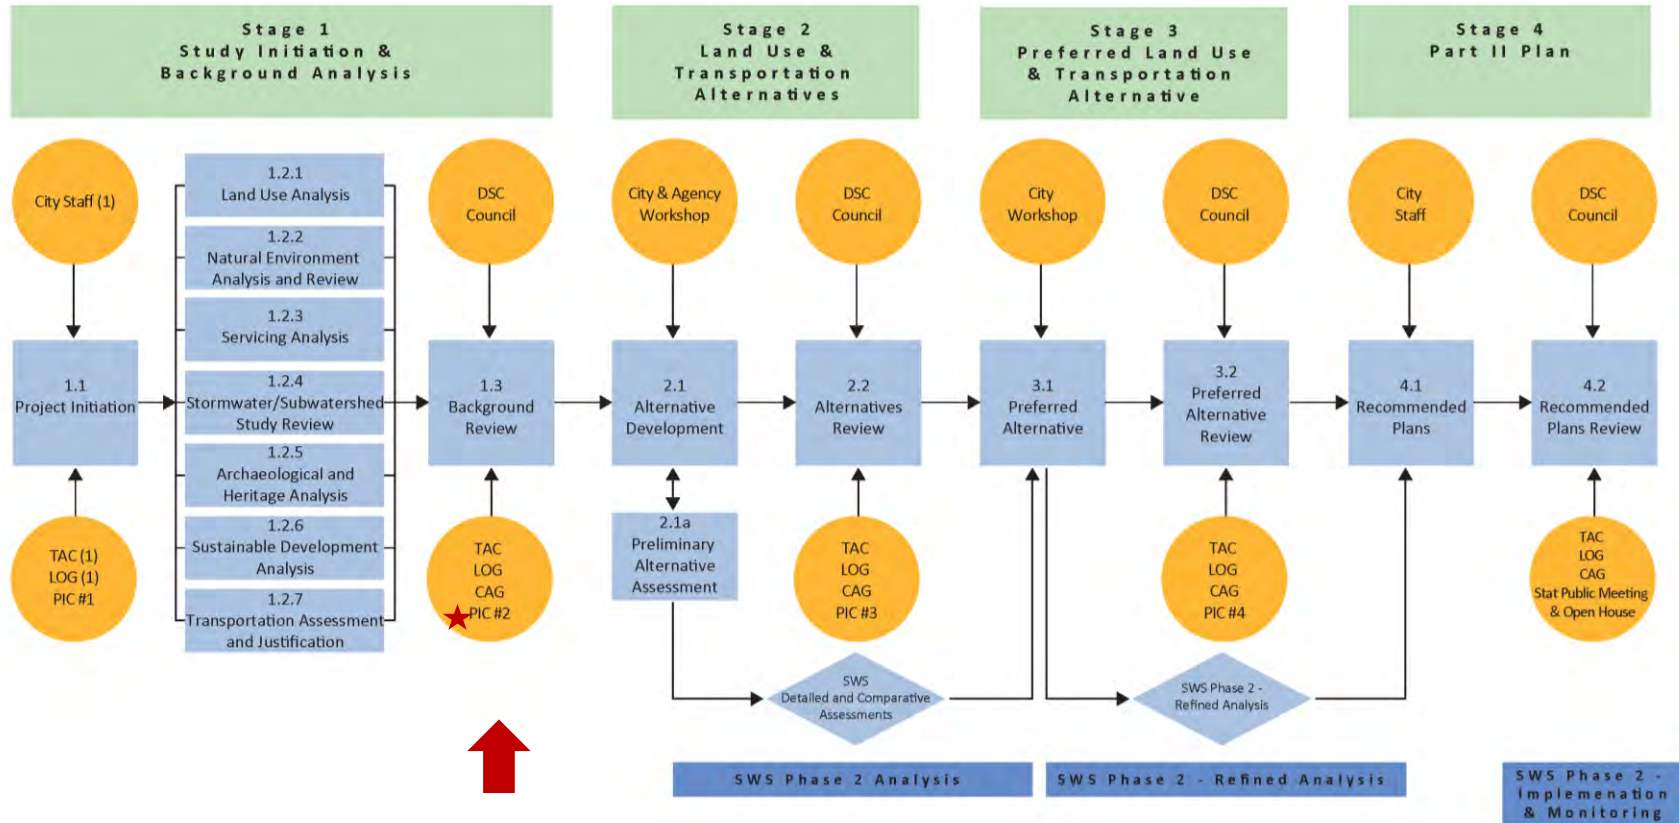 Stage 1
Study Initiation &
Background Analysis
Stage 2
Land Use &
Transportation
Alternatives
Stage 3
Preferred Land Use
& Transportation
Alternative
Stage 4
Part II Plan
City Staff (1)
1.2.1
Land Use Analysis
DSC
Council
City & Agency
Workshop
DSC
Council
City
Workshop
DSC
Council
City
Staff
DSC
Council
1.2.2
Natural Environment
Analysis and Review
1.2.3
Servicing Analysis
1.1
Project Initiation
1.2.4
Stormwater/Subwatershed
Study Review
1.3
Background
Review
2.1
Alternative
Development
2.2
Alternatives
Review
3.1
Preferred
Alternative
3.2
Preferred
Alternative
Review
4.1
Recommended
Plans
4.2
Recommended
Plans Review
1.2.5
Archaeological and
Heritage Analysis
1.2.6
Sustainable Development
Analysis
1.2.7
Transportation Assessment
and Justification
TAC (1)
LOG (1)
PIC #1
TAC
LOG
CAG
PIC #2
2.1a
Preliminary
Alternative
Assessment
TAC
LOG
CAG
PIC #3
TAC
LOG
CAG
PIC #4
TAC
LOG
CAG
Stat Public Meeting
& Open House
SWS
Detailed and Comparative
Assessments
SWS Phase 2 -
Refined Analysis
SWS Phase 2 Analysis
SWS Phase 2 - Refined Analysis
SWS Phase 2 -
Implemenation
& Monitoring